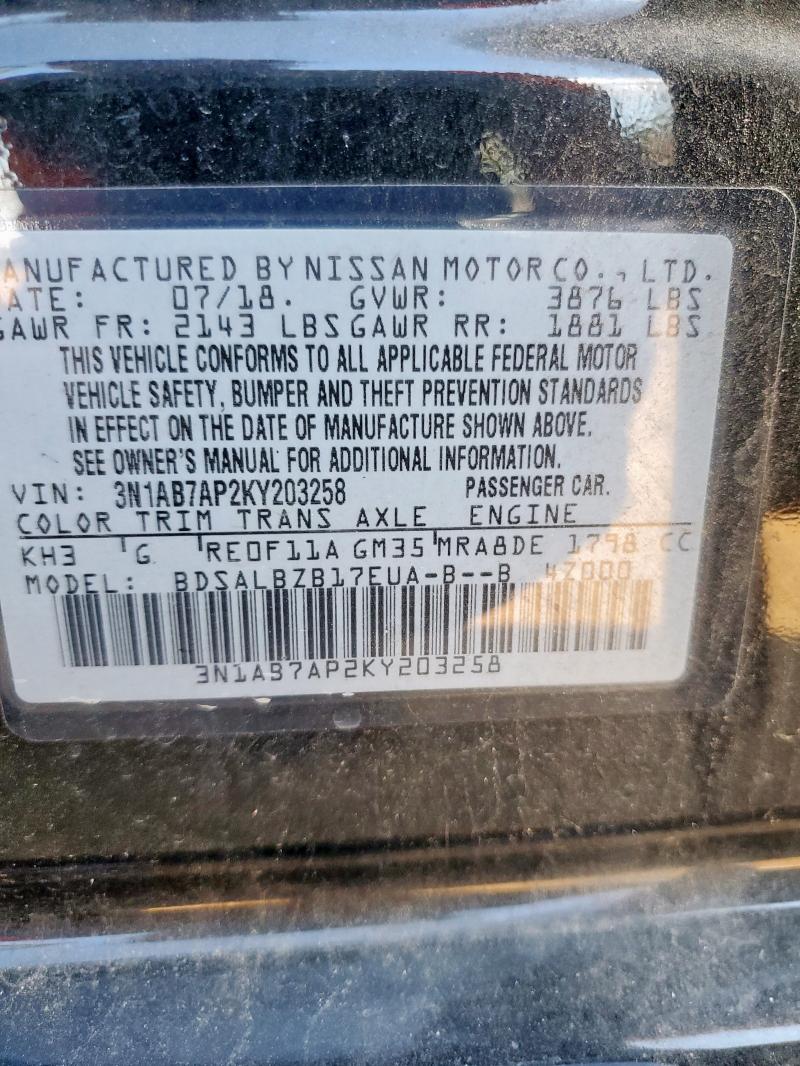 ANUFACTURED BY NISSAN MOTOR CO., LTD.
ATE: 07/18. GVWR: 3876 LBS
GAWR FR: 2143 LBS GAWR RR: 1881 LBS
THIS VEHICLE CONFORMS TO ALL APPLICABLE FEDERAL MOTOR
VEHICLE SAFETY, BUMPER AND THEFT PREVENTION STANDARDS
IN EFFECT ON THE DATE OF MANUFACTURE SHOWN ABOVE.
SEE OWNER'S MANUAL FOR ADDITIONAL INFORMATION.
VIN: 3N1AB7AP2KY203258 PASSENGER CAR.
COLOR TRIM TRANS AXLE ENGINE
KH3 G RE0F11A GM35 MRA8DE 1798 CC
MODEL: BDSALBZB17EUA-B--B 4Z000
3N1AB7AP2KY203258